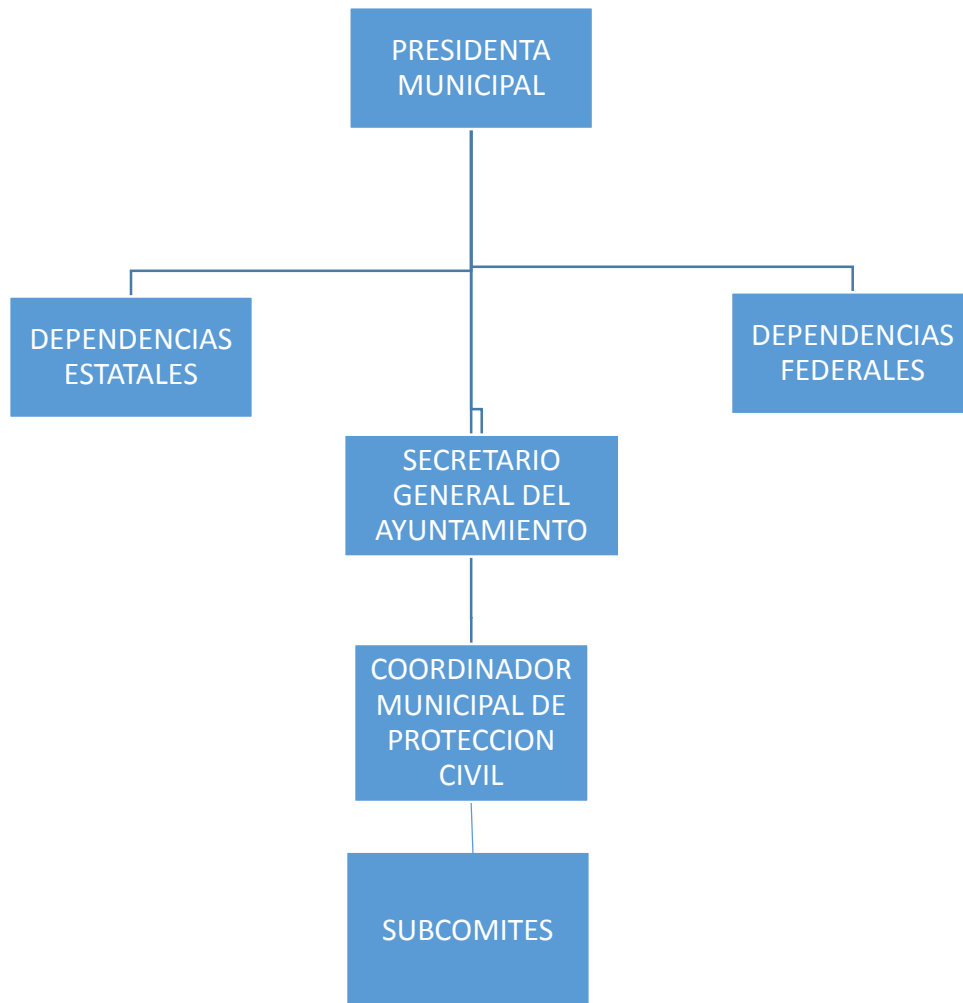 PRESIDENTA
MUNICIPAL
DEPENDENCIAS
ESTATALES
DEPENDENCIAS
FEDERALES
SECRETARIO
GENERAL DEL
AYUNTAMIENTO
COORDINADOR
MUNICIPAL DE
PROTECCION
CIVIL
SUBCOMITES